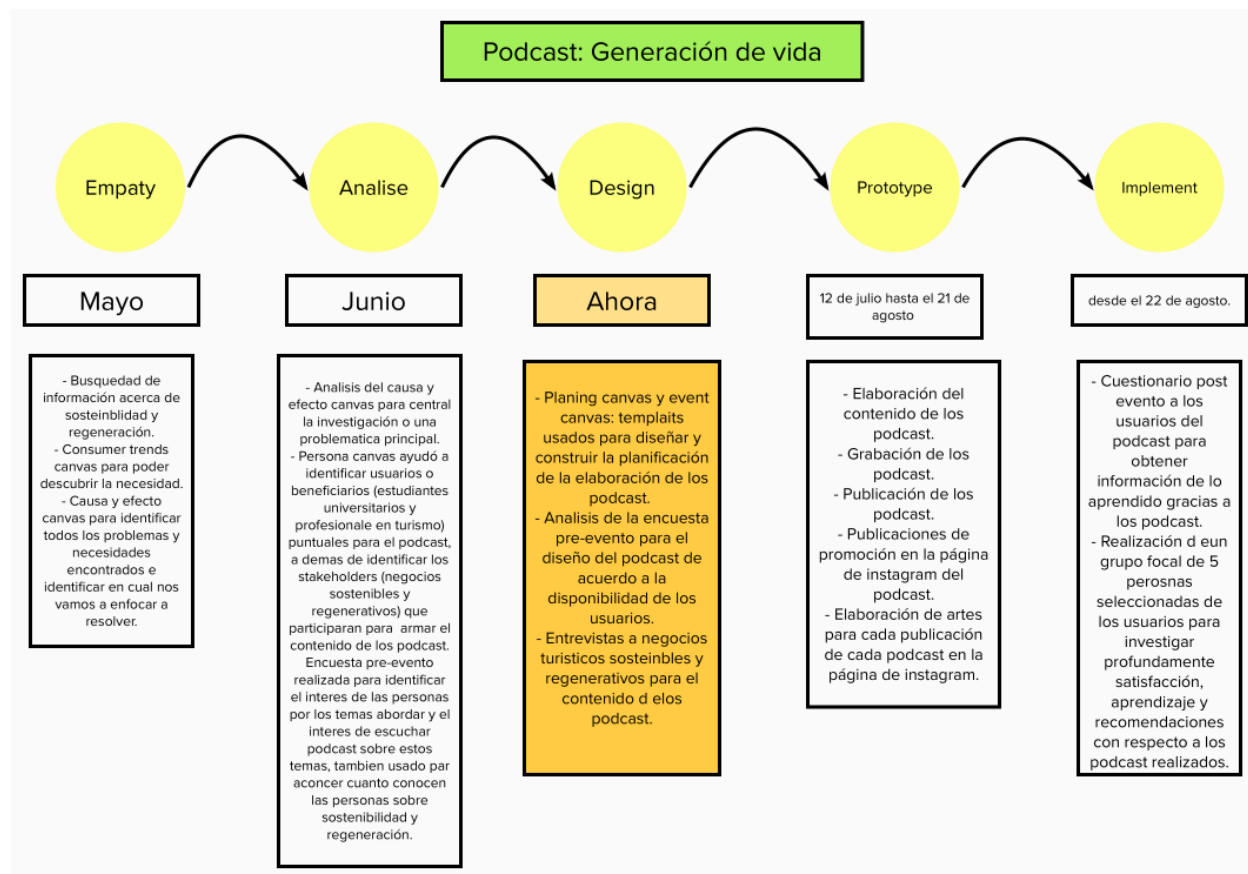 Podcast: Generación de vida
Empaty
Analise
Design
Prototype
Implement
Mayo
Junio
Ahora
12 de julio hasta el 21 de
agosto
desde el 22 de agosto.
- Busquedad de
información acerca de
sosteinblidad y
regeneración.
- Consumer trends
canvas para poder
descubrir la necesidad.
- Causa y efecto
canvas para identificar
todos los problemas y
necesidades
encontrados e
identificar en cual nos
vamos a enfocar a
resolver.
- Analisis del causa y
efecto canvas para central
la investigación o una
problematica principal.
- Persona canvas ayudó a
identificar usuarios o
beneficiarios (estudiantes
universitarios y
profesionale en turismo)
puntuales para el podcast,
a demas de identificar los
stakeholders (negocios
sostenibles y
regenerativos) que
participaran para armar el
contenido de los podcast.
Encuesta pre-evento
realizada para identificar
el interes de las personas
por los temas abordar y el
interes de escuchar
podcast sobre estos
temas, tambien usado par
aconcer cuanto conocen
las personas sobre
sostenibilidad y
regeneración.
- Planing canvas y event
canvas: templaits
usados para diseñar y
construir la planificación
de la elaboración de los
podcast.
- Analisis de la encuesta
pre-evento para el
diseño del podcast de
acuerdo a la
disponibilidad de los
usuarios.
- Entrevistas a negocios
turisticos sosteinbles y
regenerativos para el
contenido d elos
podcast.
- Elaboración del
contenido de los
podcast.
- Grabación de los
podcast.
- Publicación de los
podcast.
- Publicaciones de
promoción en la página
de instagram del
podcast.
- Elaboración de artes
para cada publicación
de cada podcast en la
página de instagram.
- Cuestionario post
evento a los
usuarios del
podcast para
obtener
información de lo
aprendido gracias a
los podcast.
- Realización d eun
grupo focal de 5
perosnas
seleccionadas de
los usuarios para
investigar
profundamente
satisfacción,
aprendizaje y
recomendaciones
con respecto a los
podcast realizados.